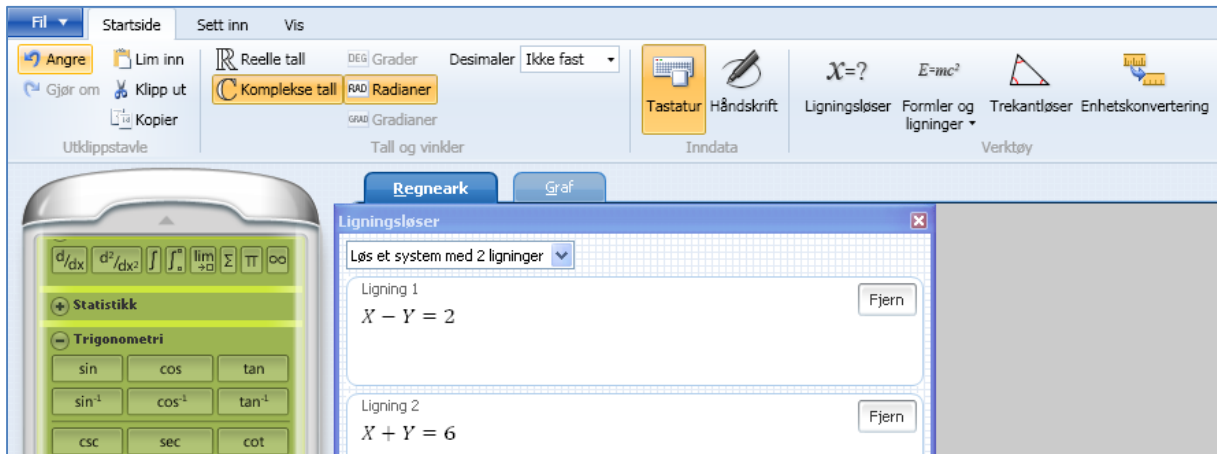 Fil Startside Sett inn Vis
Angre Lim inn Reelle tall DEG Grader Desimaler Ikke fast
Gjør om Klipp ut Komplekse tall RAD Radianer
Kopier GRAD Gradianer
Tastatur Håndskrift
X=? E=mc²
Ligningsløser Formler og ligninger Trekantløser Enhetskonvertering
Utklippstavle Tall og vinkler Inndata Verktøy
Regneark Graf
Ligningsløser
Løs et system med 2 ligninger
Ligning 1 Fjern
X − Y = 2
Ligning 2 Fjern
X + Y = 6
d/dx d²/dx² ∫ ∫ lim →□ Σ π ∞
Statistikk
Trigonometri
sin cos tan
sin⁻¹ cos⁻¹ tan⁻¹
csc sec cot